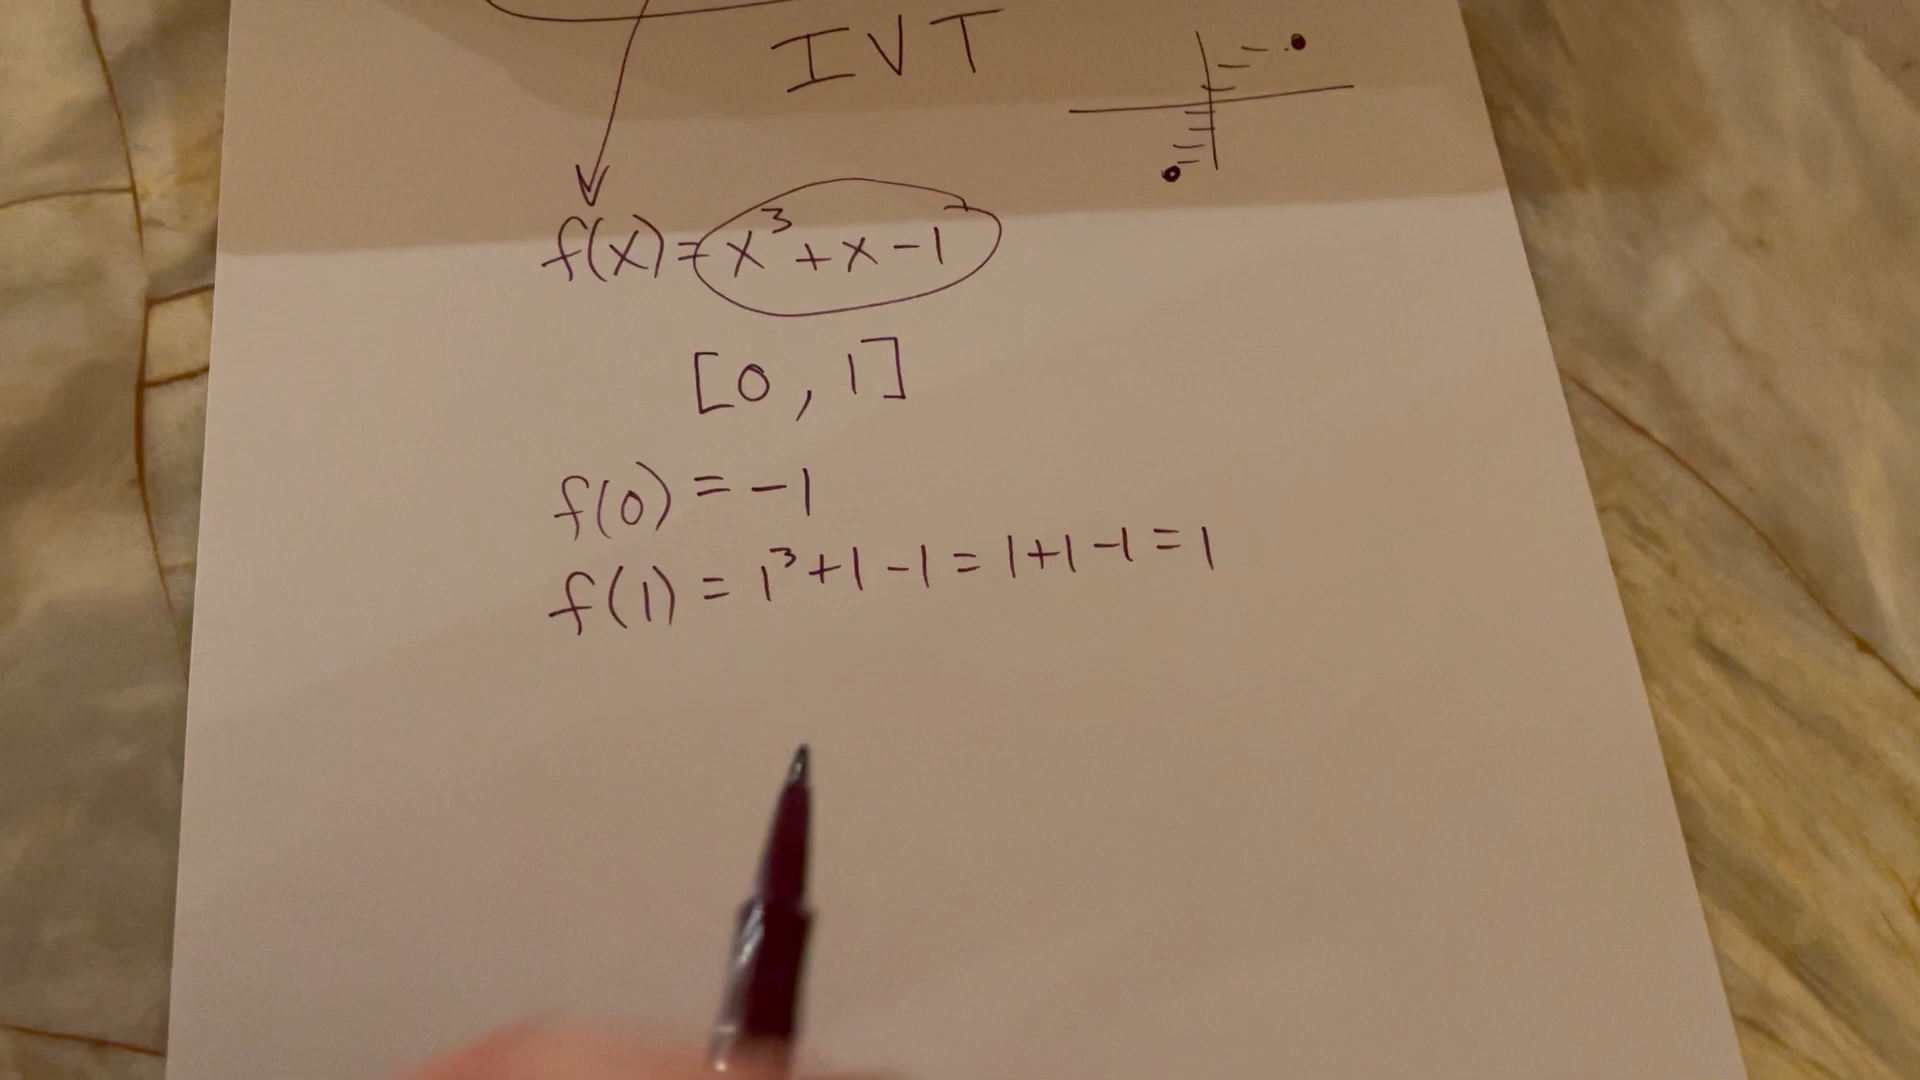 IVT
f(x) = x³ + x - 1
[0, 1]
f(0) = -1
f(1) = 1³ + 1 - 1 = 1 + 1 - 1 = 1